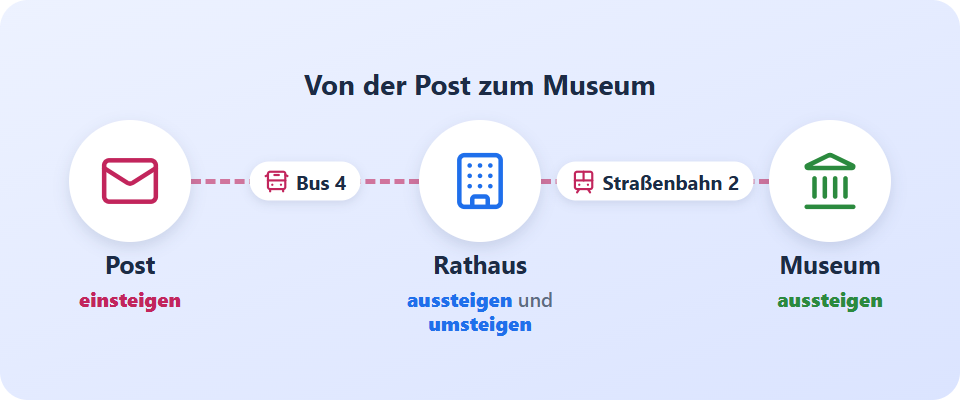 Von der Post zum Museum
Bus 4
Straßenbahn 2
Post
einsteigen
Rathaus
aussteigen und
umsteigen
Museum
aussteigen